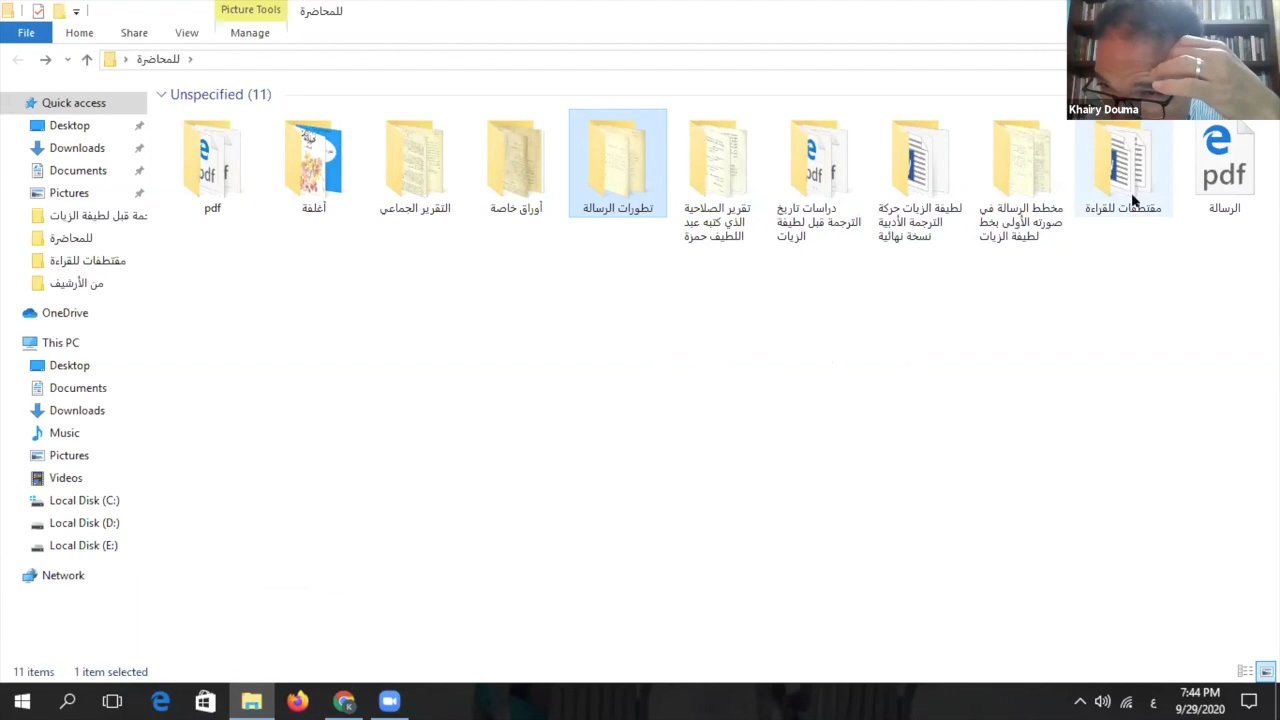 Picture Tools
للمحاضرة
File
Home
Share
View
Manage
للمحاضرة
Unspecified (11)
Khairy Douma
Quick access
Desktop
Downloads
Documents
Pictures
مة قبل لطيفة الزيات
للمحاضرة
مقتطفات للقراءة
من الأرشيف
OneDrive
This PC
Desktop
Documents
Downloads
Music
Pictures
Videos
Local Disk (C:)
Local Disk (D:)
Local Disk (E:)
Network
pdf
أغلفة
التقرير الجماعي
أوراق خاصة
تطورات الرسالة
تقرير الصلاحية
الذي كتبه عبد
اللطيف حمزة
دراسات تاريخ
الترجمة قبل لطيفة
الزيات
لطيفة الزيات حركة
الترجمة الأدبية
نسخة نهائية
مخطط الرسالة في
صورته الأولى بخط
لطيفة الزيات
مقتطفات للقراءة
pdf
الرسالة
11 items
1 item selected
ع
7:44 PM
9/29/2020